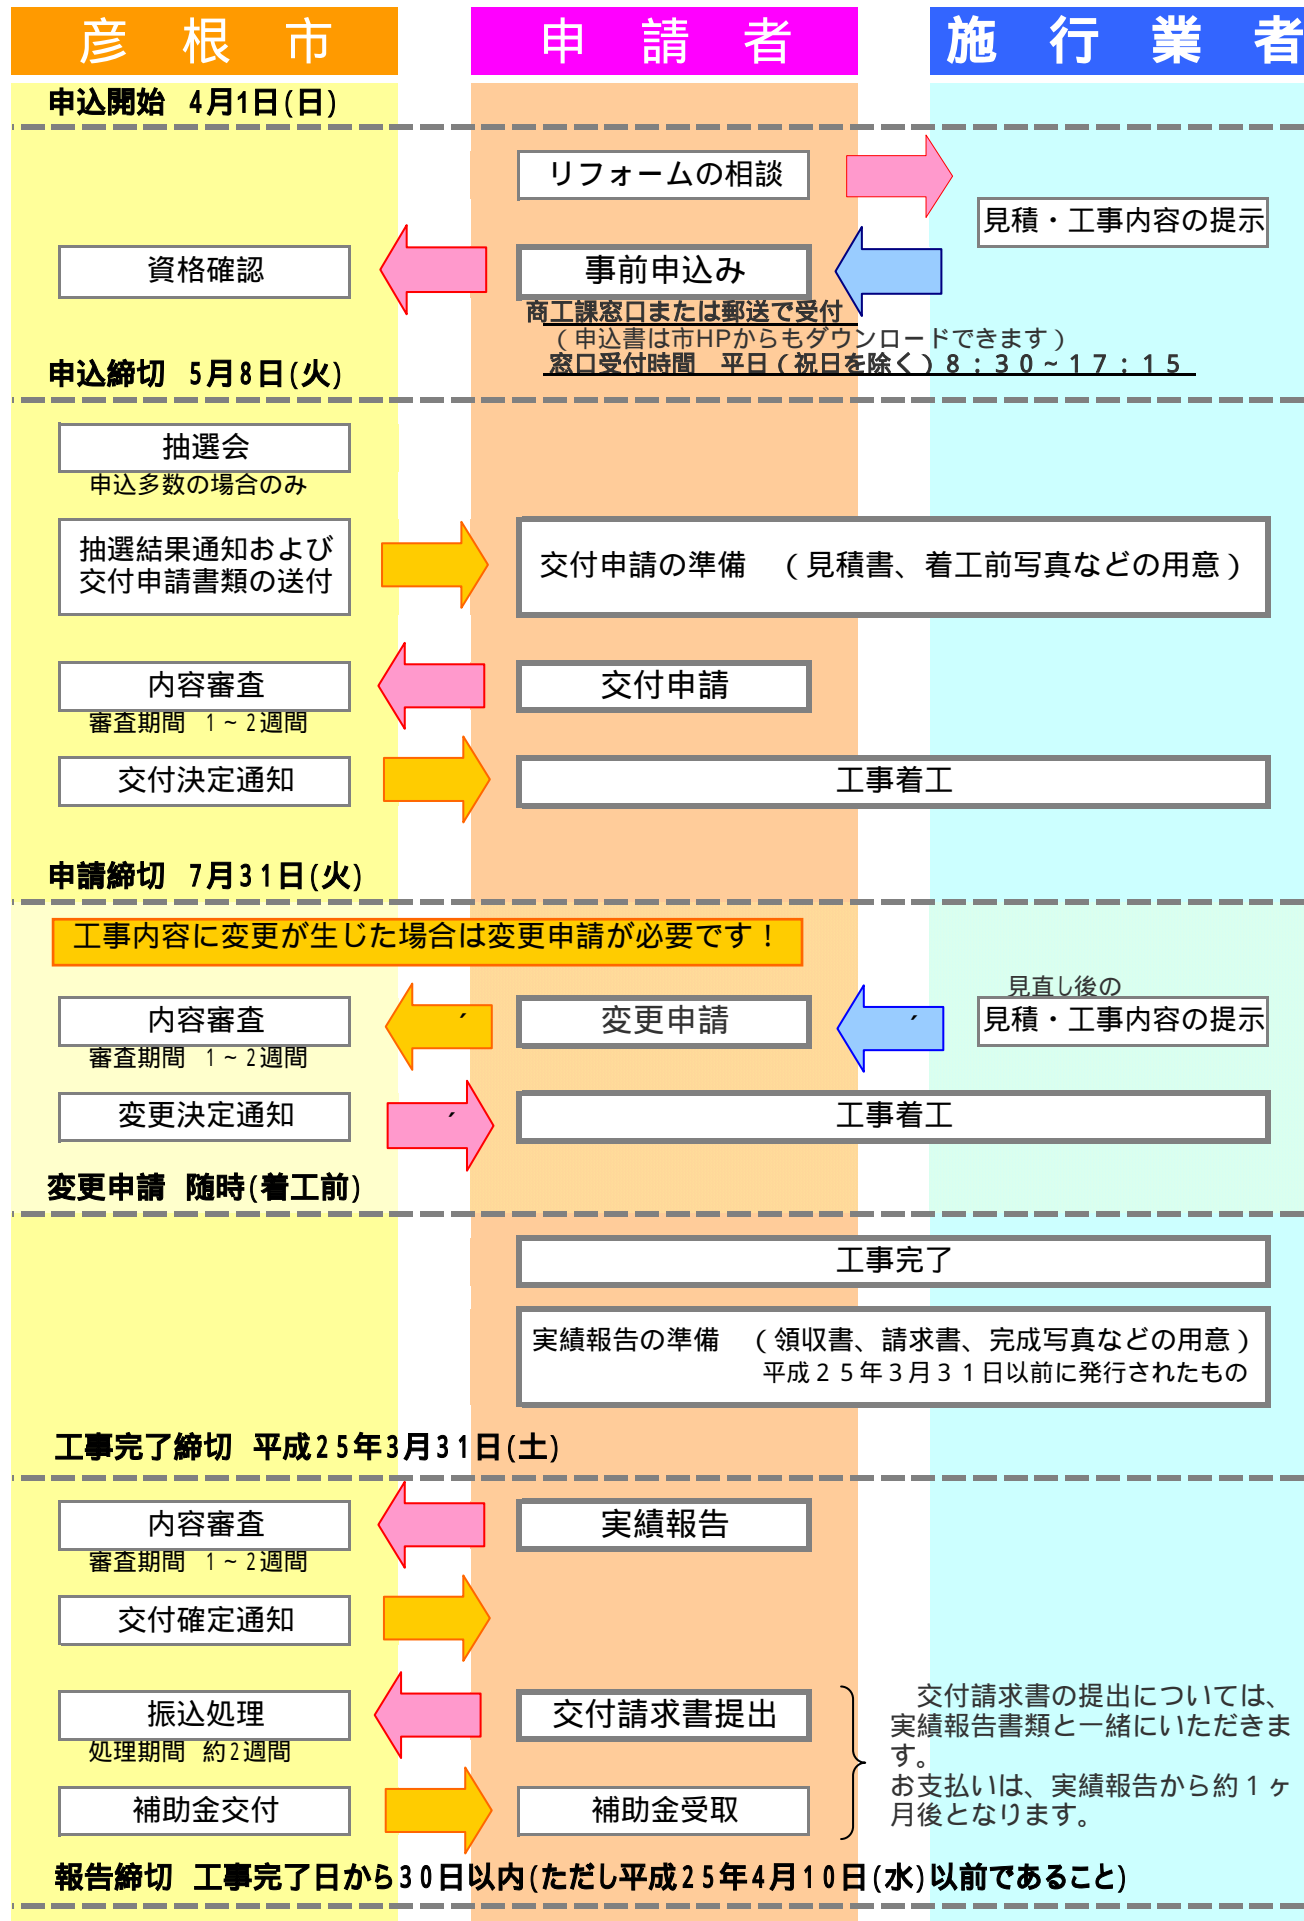 彦根市
申請者
施行業者
申込開始 4月1日(日)
リフォームの相談
見積・工事内容の提示
資格確認
事前申込み
商工課窓口または郵送で受付
(申込書は市HPからもダウンロードできます)
窓口受付時間 平日(祝日を除く)8:30~17:15
申込締切 5月8日(火)
抽選会
申込多数の場合のみ
抽選結果通知および
交付申請書類の送付
交付申請の準備 (見積書、着工前写真などの用意)
内容審査
審査期間 1~2週間
交付申請
交付決定通知
工事着工
申請締切 7月31日(火)
工事内容に変更が生じた場合は変更申請が必要です!
見直し後の
見積・工事内容の提示
内容審査
審査期間 1~2週間
´
変更申請
´
変更決定通知
´
工事着工
変更申請 随時(着工前)
工事完了
実績報告の準備 (領収書、請求書、完成写真などの用意)
平成25年3月31日以前に発行されたもの
工事完了締切 平成25年3月31日(土)
内容審査
審査期間 1~2週間
実績報告
交付確定通知
振込処理
処理期間 約2週間
交付請求書提出
補助金交付
補助金受取
交付請求書の提出については、
実績報告書類と一緒にいただきま
す。
お支払いは、実績報告から約1ヶ
月後となります。
報告締切 工事完了日から30日以内(ただし平成25年4月10日(水)以前であること)